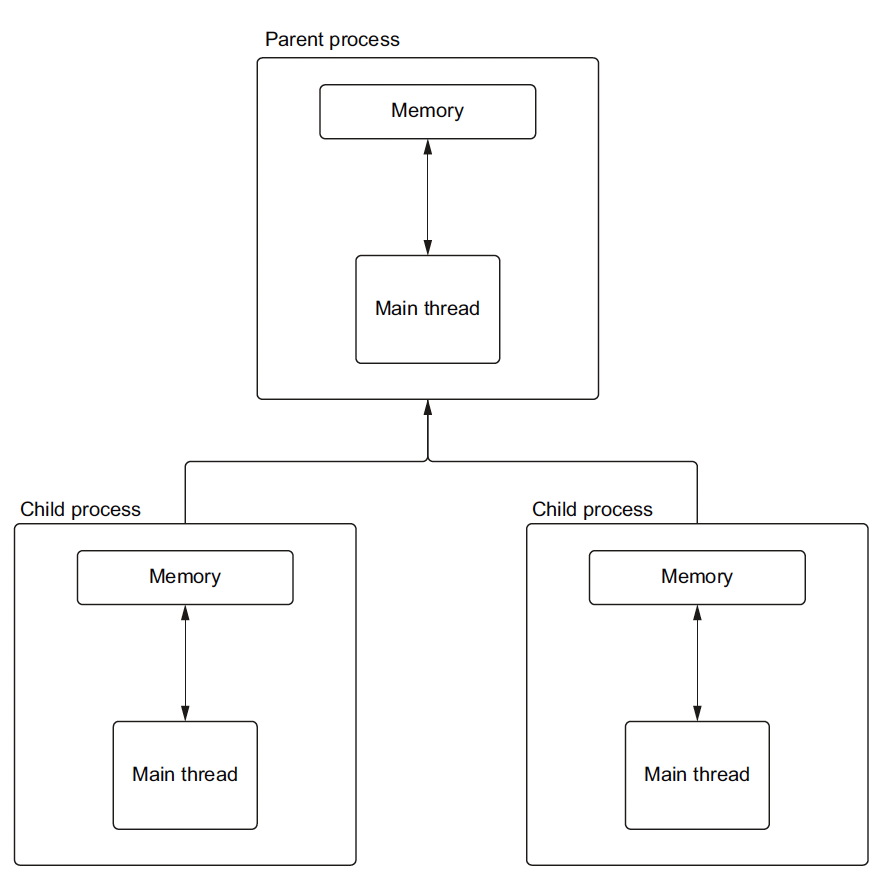 Parent process
Memory
Main thread
Child process
Memory
Main thread
Child process
Memory
Main thread